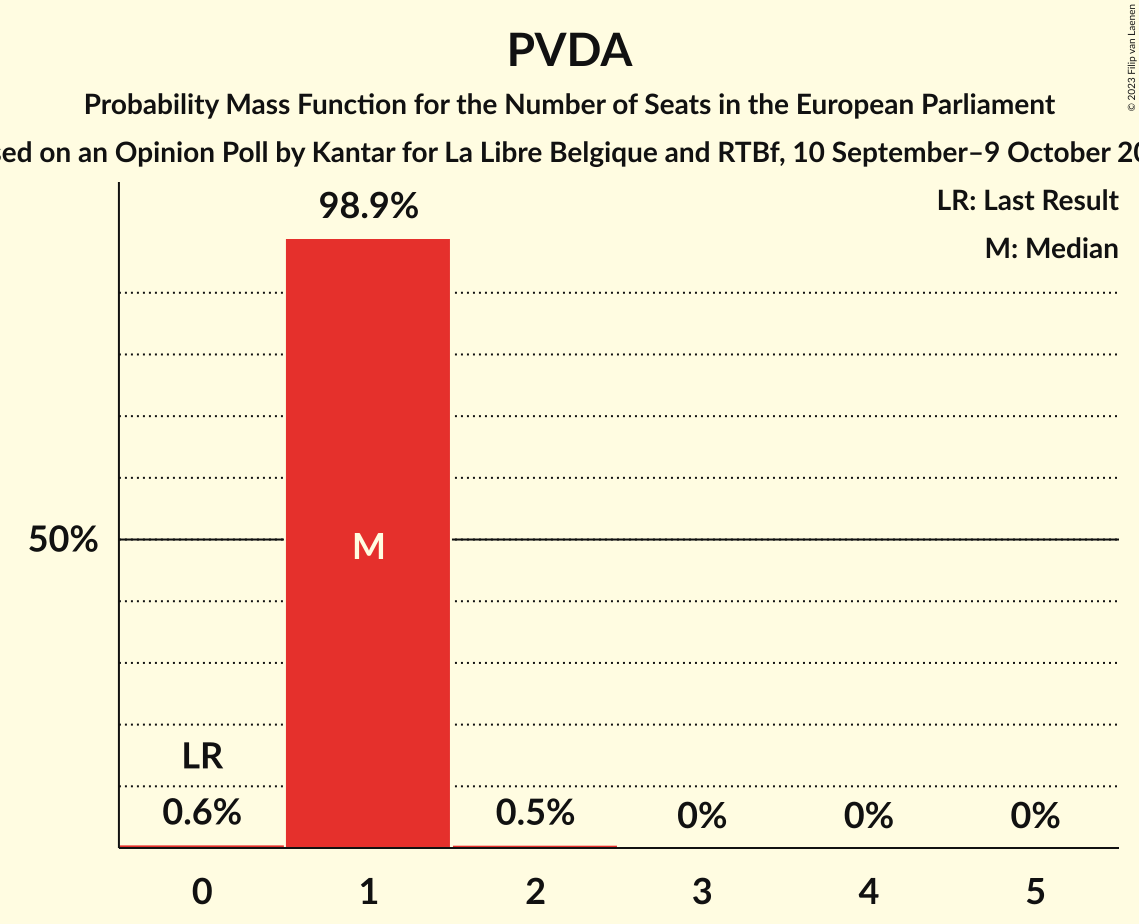 PVDA
Probability Mass Function for the Number of Seats in the European Parliament
on an Opinion Poll by Kantar for La Libre Belgique and RTBf, 10 September–9 October
LR: Last Result
M: Median
98.9%
50%
M
LR
0.6%
0.5%
0%
0%
0%
0
1
2
3
4
5
© 2023 Filip van Laenen